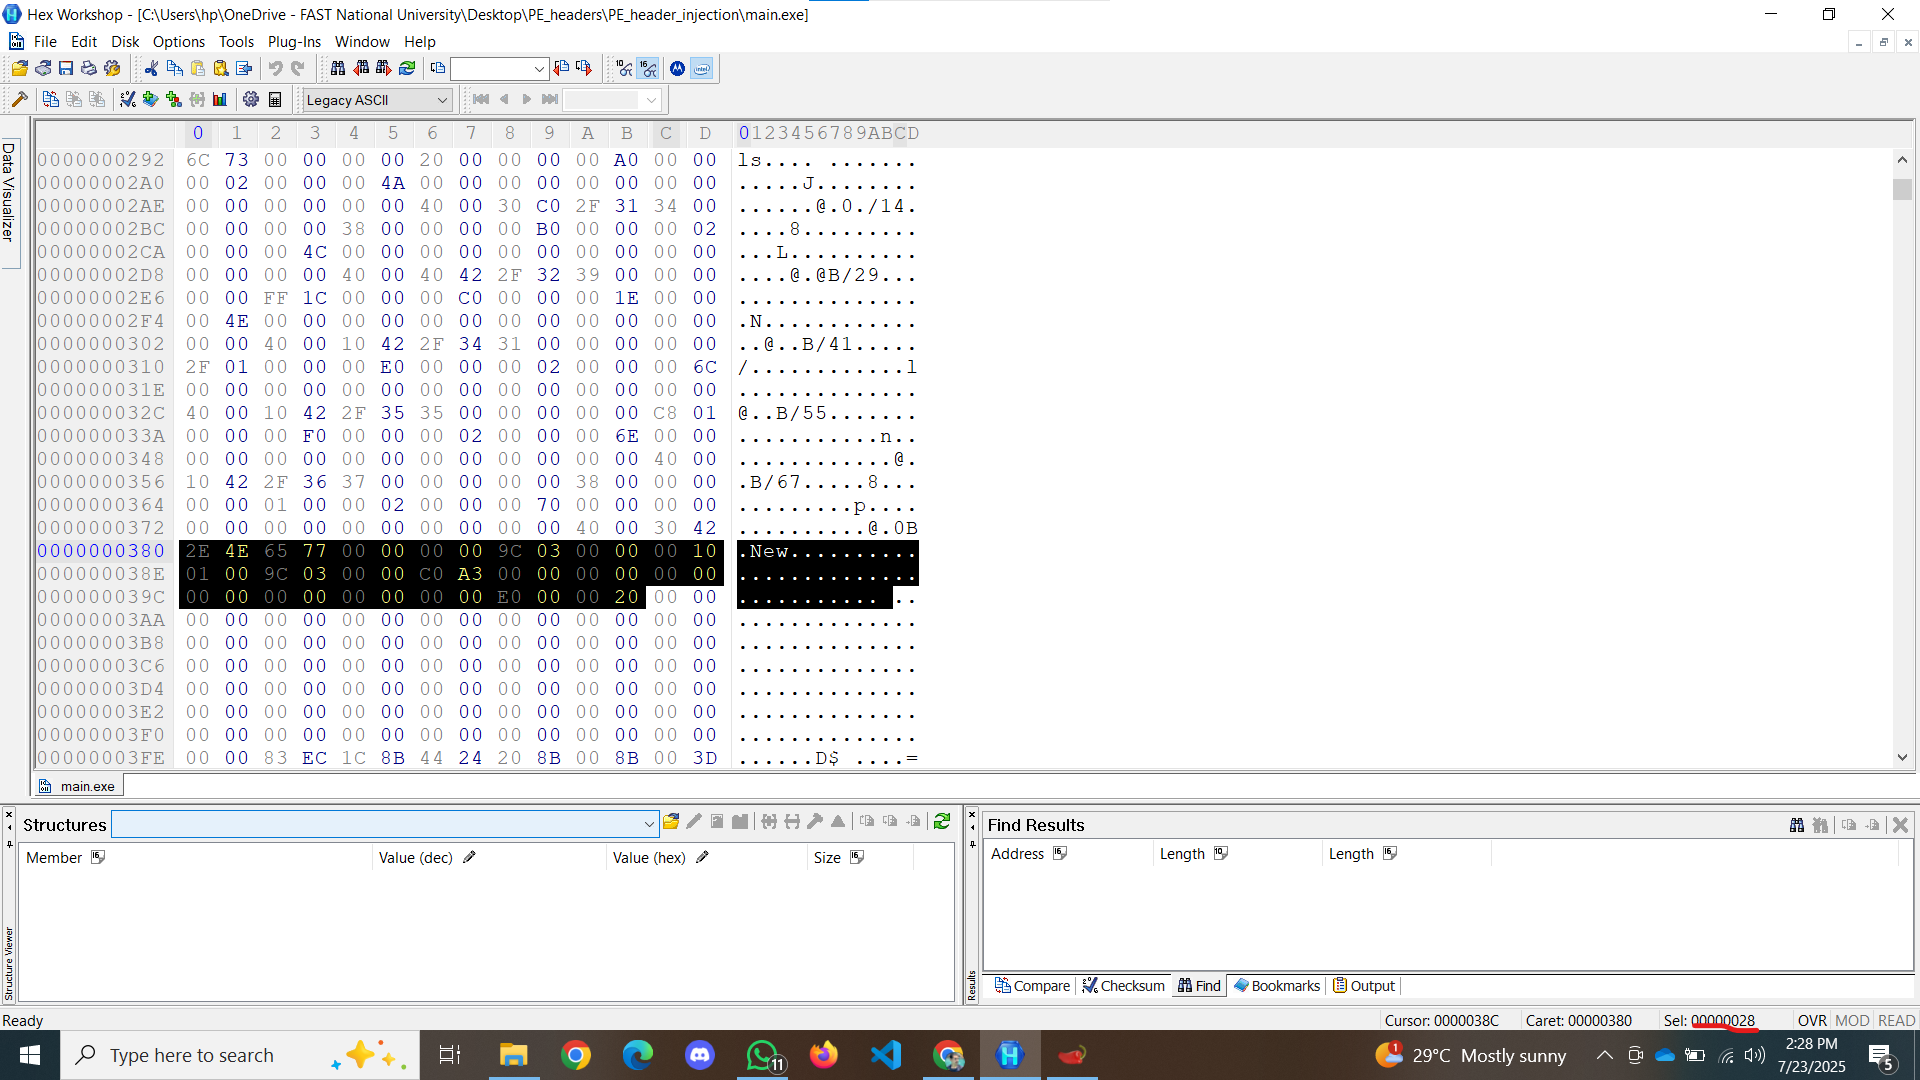 Hex Workshop - [C:\Users\hp\OneDrive - FAST National University\Desktop\PE_headers\PE_header_injection\main.exe]
File Edit Disk Options Tools Plug-Ins Window Help
Legacy ASCII
Data Visualizer
0 1 2 3 4 5 6 7 8 9 A B C D 0123456789ABCD
0000000292 6C 73 00 00 00 00 20 00 00 00 00 A0 00 00 ls.... .......
00000002A0 00 02 00 00 00 4A 00 00 00 00 00 00 00 00 .....J........
00000002AE 00 00 00 00 00 00 40 00 30 C0 2F 31 34 00 ......@.0./14.
00000002BC 00 00 00 00 38 00 00 00 00 B0 00 00 00 02 ....8.........
00000002CA 00 00 00 4C 00 00 00 00 00 00 00 00 00 00 ...L..........
00000002D8 00 00 00 00 40 00 40 42 2F 32 39 00 00 00 ....@.@B/29...
00000002E6 00 00 FF 1C 00 00 00 C0 00 00 00 1E 00 00 ..............
00000002F4 00 4E 00 00 00 00 00 00 00 00 00 00 00 00 .N............
0000000302 00 00 40 00 10 42 2F 34 31 00 00 00 00 00 ..@..B/41.....
0000000310 2F 01 00 00 00 E0 00 00 00 02 00 00 00 6C /............l
000000031E 00 00 00 00 00 00 00 00 00 00 00 00 00 00 ..............
000000032C 40 00 10 42 2F 35 35 00 00 00 00 00 C8 01 @..B/55.......
000000033A 00 00 00 F0 00 00 00 02 00 00 00 6E 00 00 ...........n..
0000000348 00 00 00 00 00 00 00 00 00 00 00 00 40 00 ............@.
0000000356 10 42 2F 36 37 00 00 00 00 00 38 00 00 00 .B/67.....8...
0000000364 00 00 01 00 00 02 00 00 00 70 00 00 00 00 .........p....
0000000372 00 00 00 00 00 00 00 00 00 00 40 00 30 42 ..........@.0B
0000000380 2E 4E 65 77 00 00 00 00 9C 03 00 00 00 10 .New..........
000000038E 01 00 9C 03 00 00 C0 A3 00 00 00 00 00 00 ..............
000000039C 00 00 00 00 00 00 00 00 E0 00 00 20 00 00 ........... ..
00000003AA 00 00 00 00 00 00 00 00 00 00 00 00 00 00 ..............
00000003B8 00 00 00 00 00 00 00 00 00 00 00 00 00 00 ..............
00000003C6 00 00 00 00 00 00 00 00 00 00 00 00 00 00 ..............
00000003D4 00 00 00 00 00 00 00 00 00 00 00 00 00 00 ..............
00000003E2 00 00 00 00 00 00 00 00 00 00 00 00 00 00 ..............
00000003F0 00 00 00 00 00 00 00 00 00 00 00 00 00 00 ..............
00000003FE 00 00 83 EC 1C 8B 44 24 20 8B 00 8B 00 3D ......D$ ....=
main.exe
Structures
Member Value (dec) Value (hex) Size
Structure Viewer
Find Results
Address Length Length
Results
Compare Checksum Find Bookmarks Output
Ready Cursor: 0000038C Caret: 00000380 Sel: 00000028 OVR MOD READ
Type here to search
11
1 29°C Mostly sunny
2:28 PM
7/23/2025
5